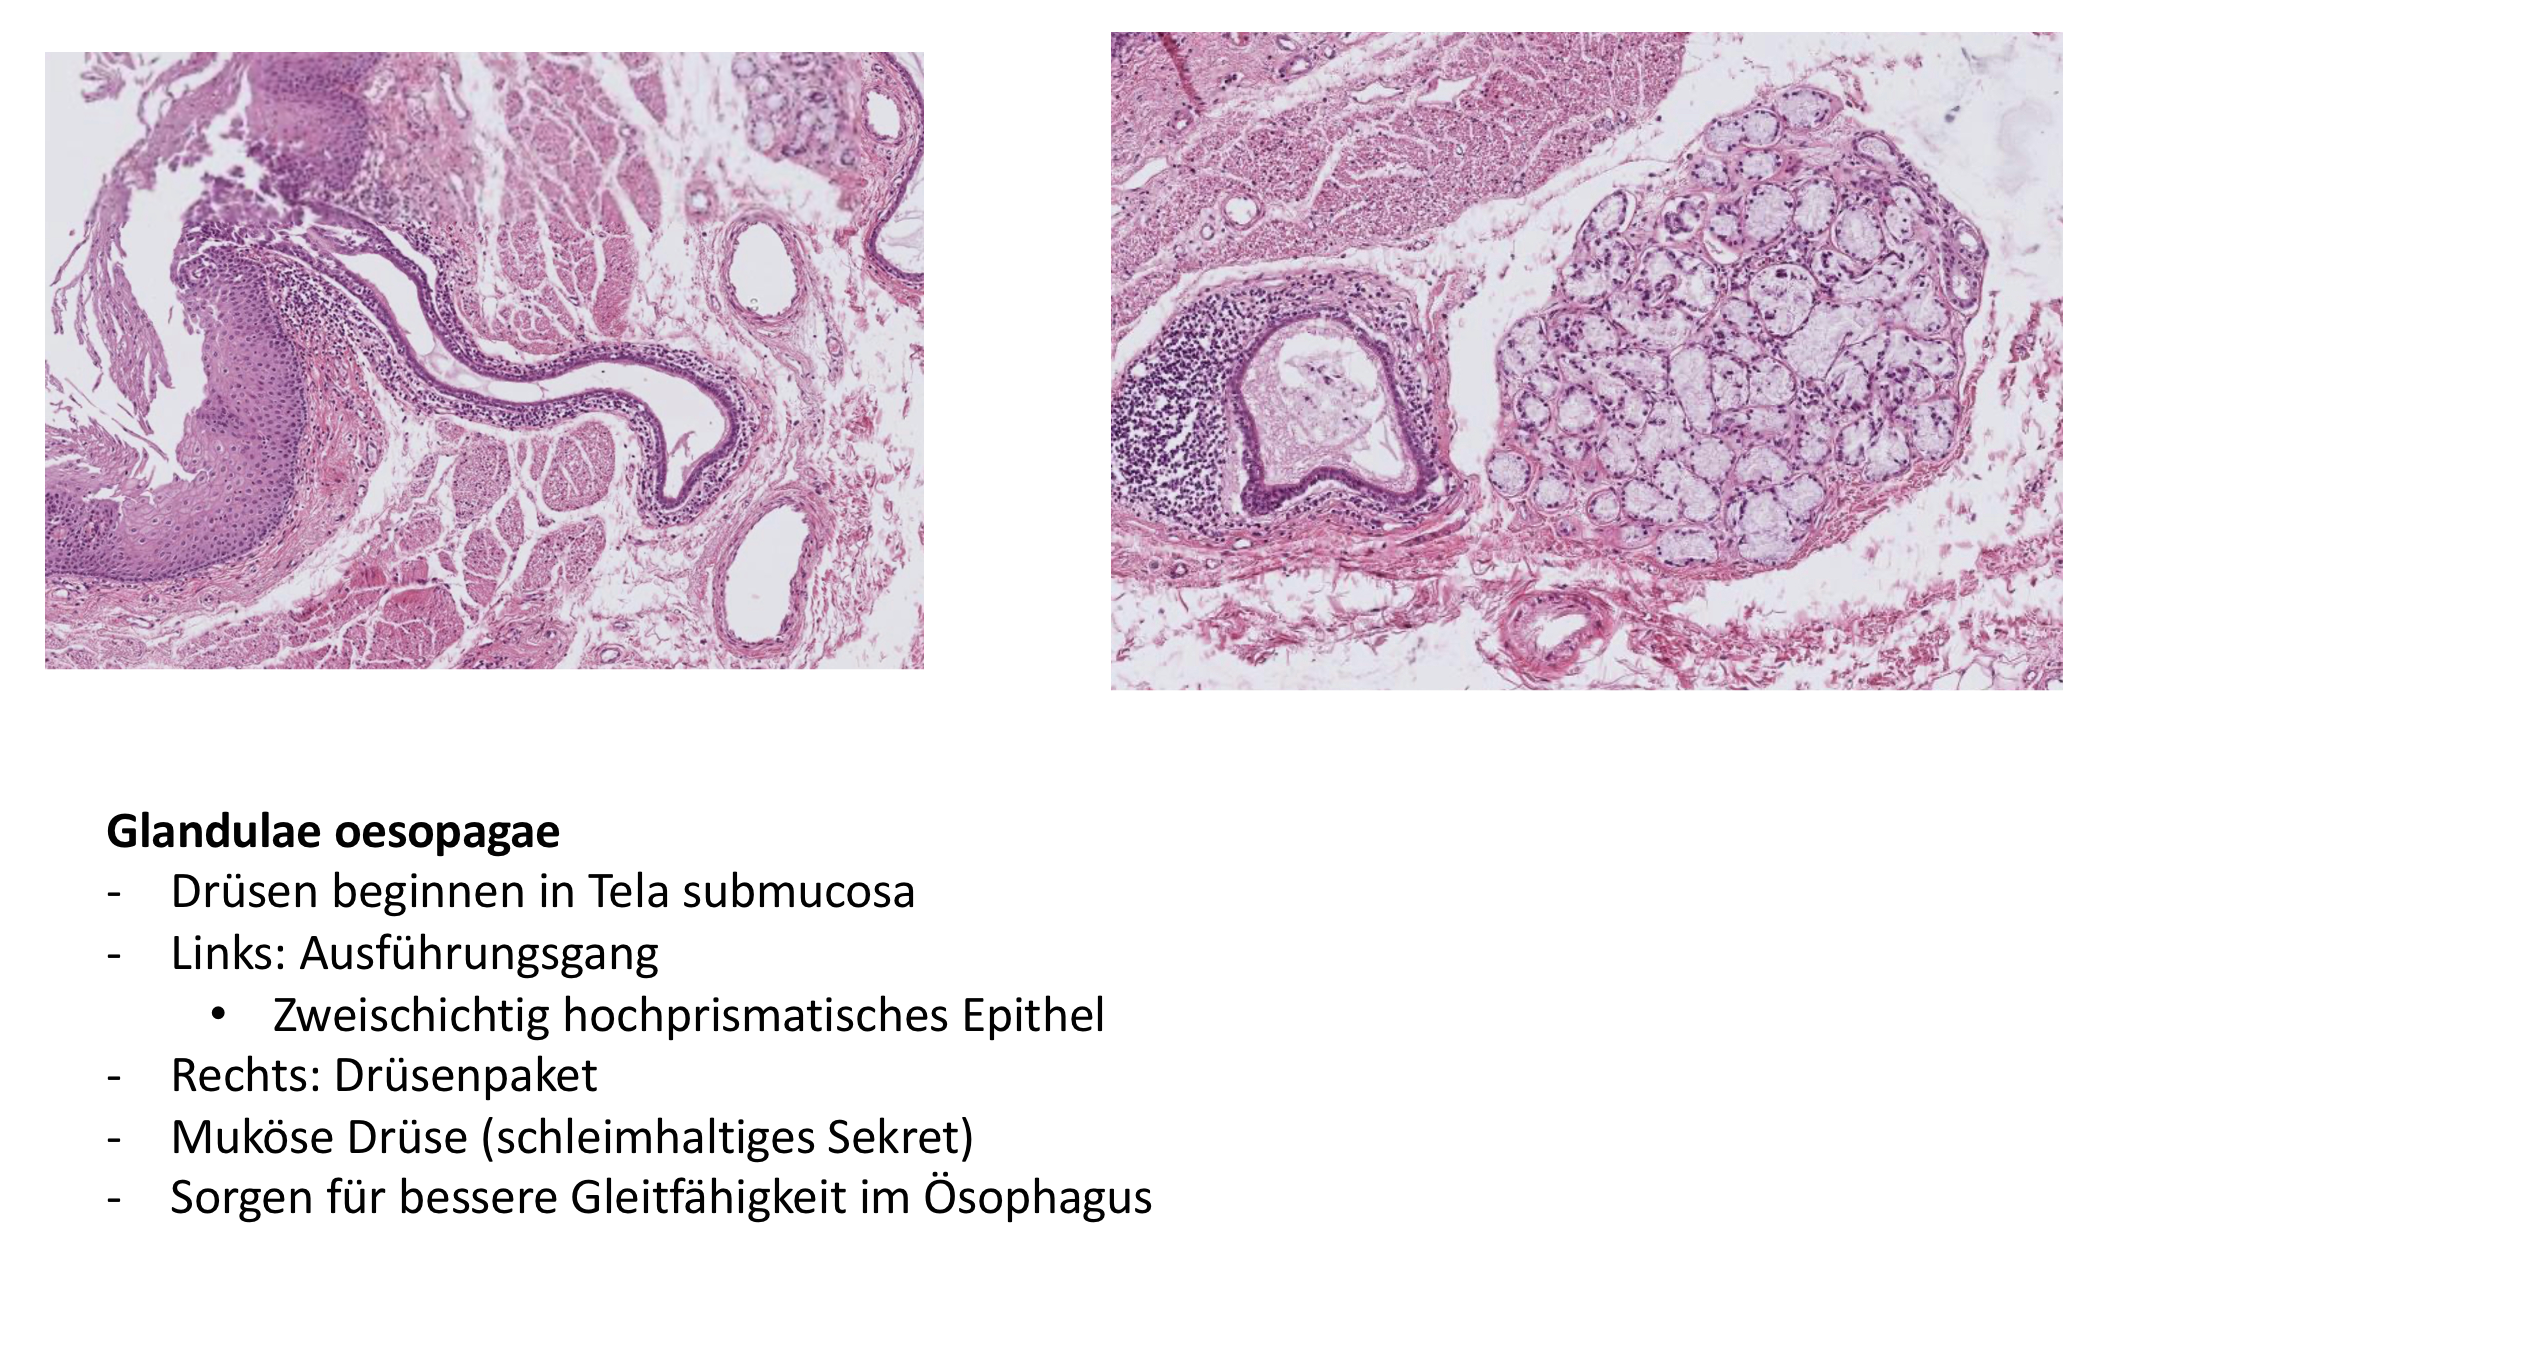 Glandulae oesopagae
- Drüsen beginnen in Tela submucosa
- Links: Ausführungsgang
• Zweischichtig hochprismatisches Epithel
- Rechts: Drüsenpaket
- Muköse Drüse (schleimhaltiges Sekret)
- Sorgen für bessere Gleitfähigkeit im Ösophagus